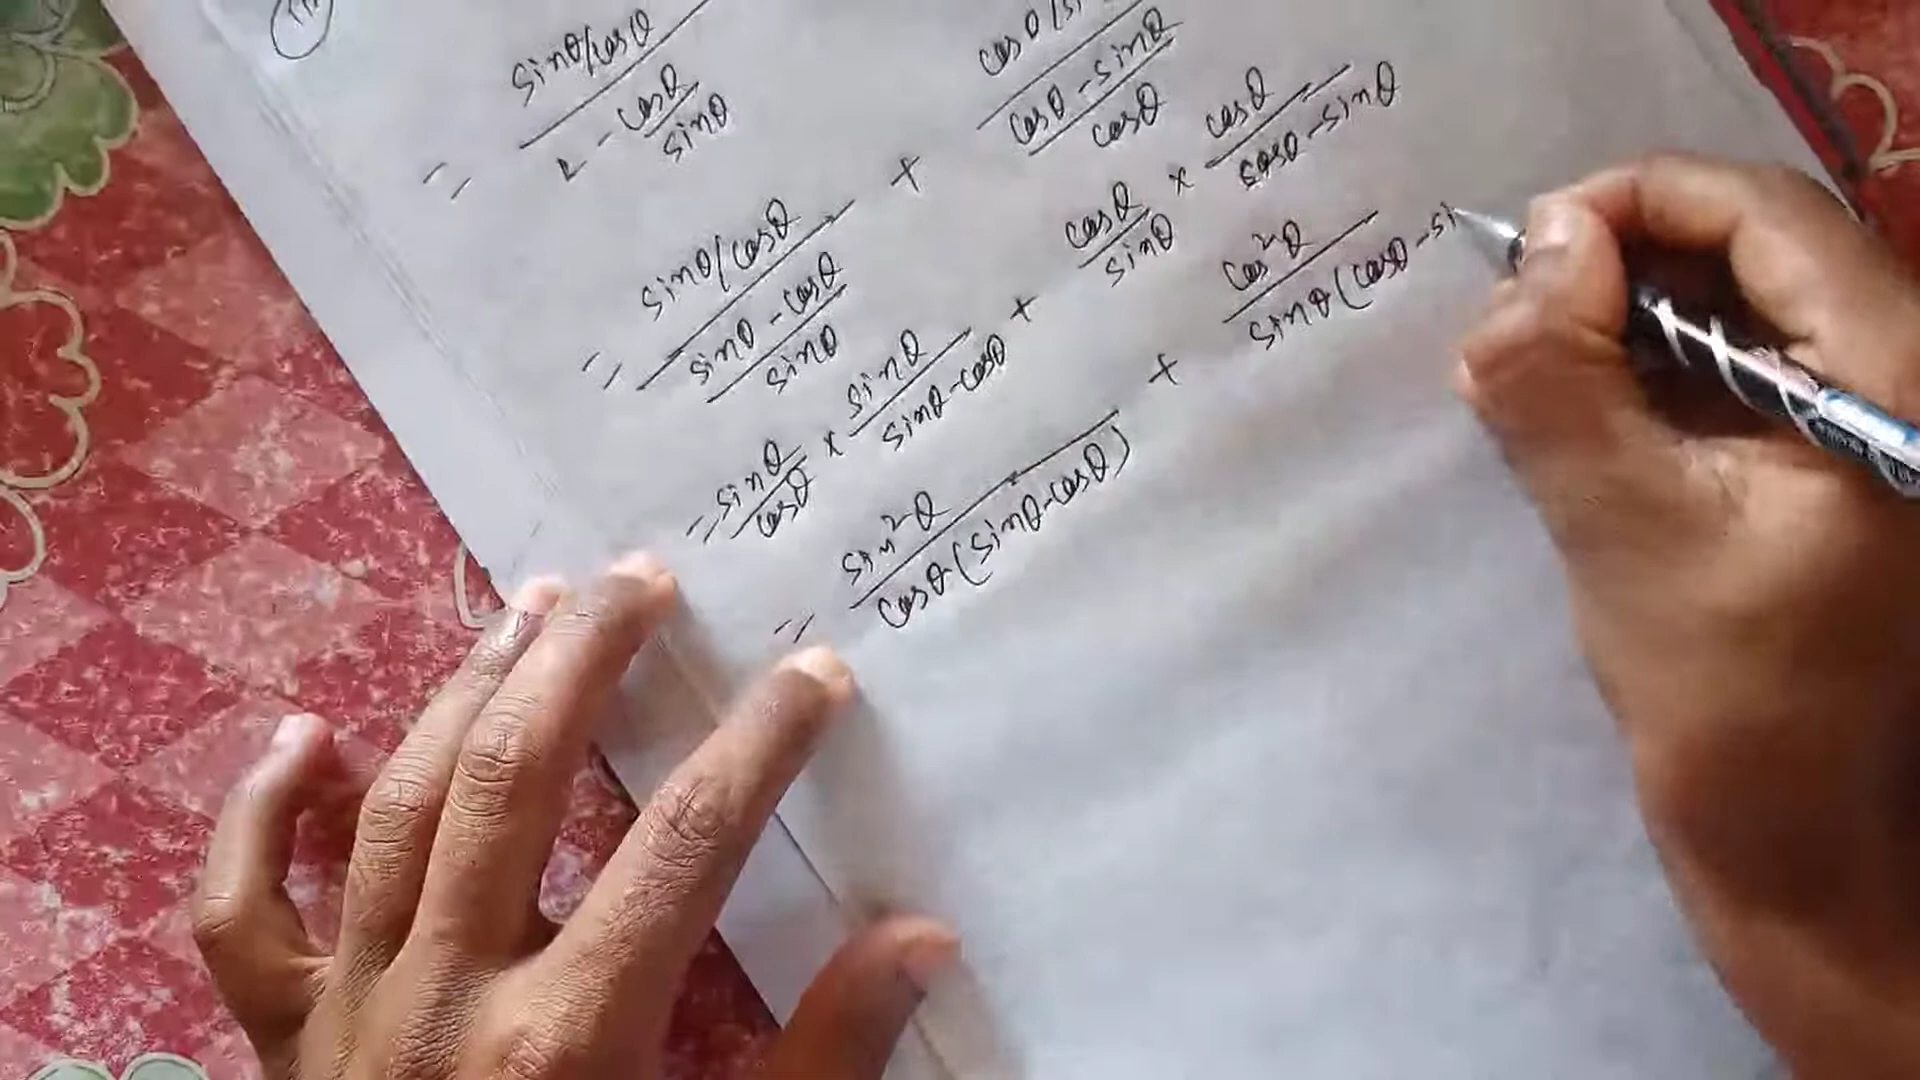 = (sinθ/cosθ)/(1 - cosθ/sinθ) cosθ/si
= (sinθ/cosθ)/((sinθ - cosθ)/sinθ) + /((cosθ - sinθ)/cosθ)
= sinθ/cosθ × sinθ/(sinθ - cosθ) + cosθ/sinθ × cosθ/(cosθ - sinθ)
= sin²θ/(cosθ(sinθ - cosθ)) + cos²θ/(sinθ(cosθ - si